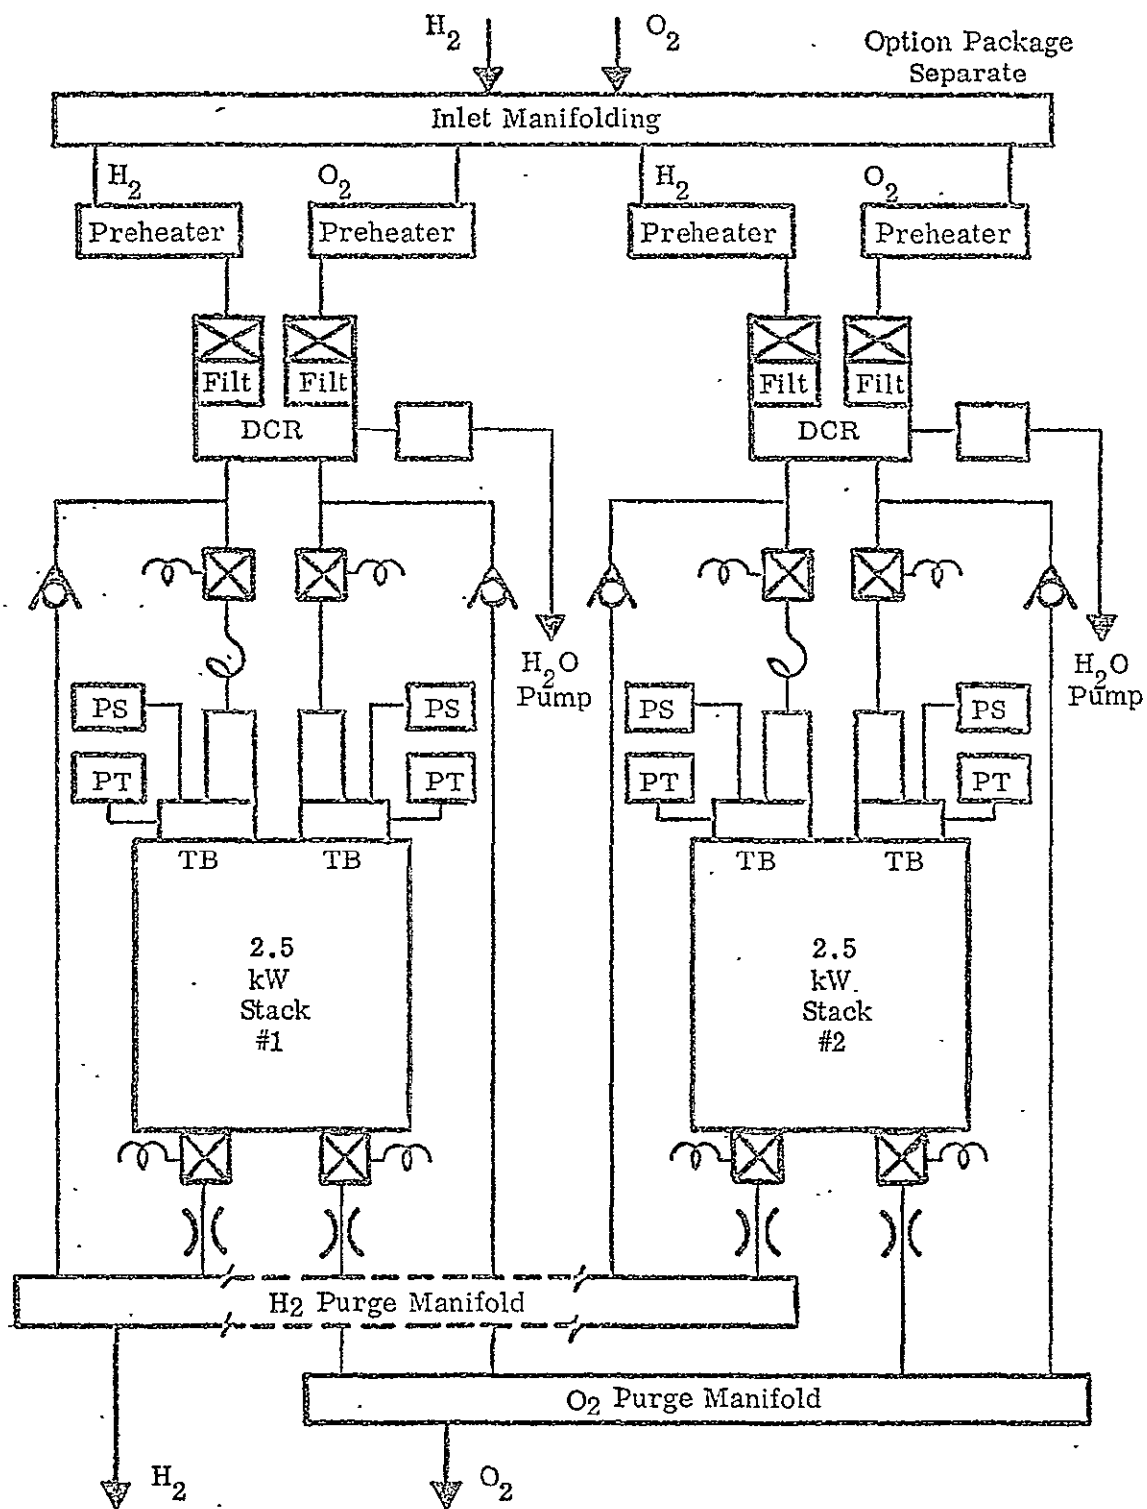 H2
O2
Option Package
Separate
Inlet Manifolding
H2
O2
H2
O2
Preheater
Preheater
Preheater
Preheater
Filt
Filt
Filt
Filt
DCR
DCR
H2O
Pump
H2O
Pump
PS
PS
PS
PS
PT
PT
PT
PT
TB
TB
TB
TB
2.5
kW
Stack
#1
2.5
kW
Stack
#2
H2 Purge Manifold
O2 Purge Manifold
H2
O2